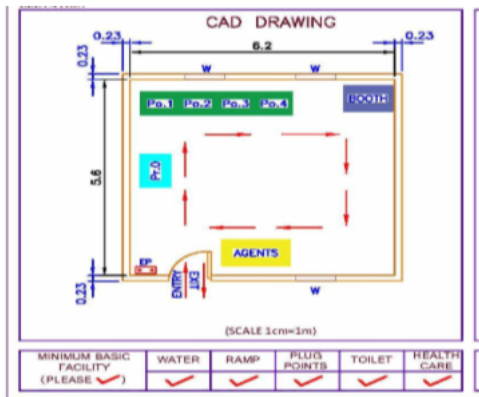 CAD DRAWING
0.23
6.2
0.23
0.23
W
W
Po.1 Po.2 Po.3 Po.4
BOOTH
5.6
Pr.O
AGENTS
EP
ENTRY
EXIT
0.23
W
(SCALE 1cm=1m)
MINIMUM BASIC FACILITY (PLEASE ✓)
WATER
RAMP
PLUG POINTS
TOILET
HEALTH CARE